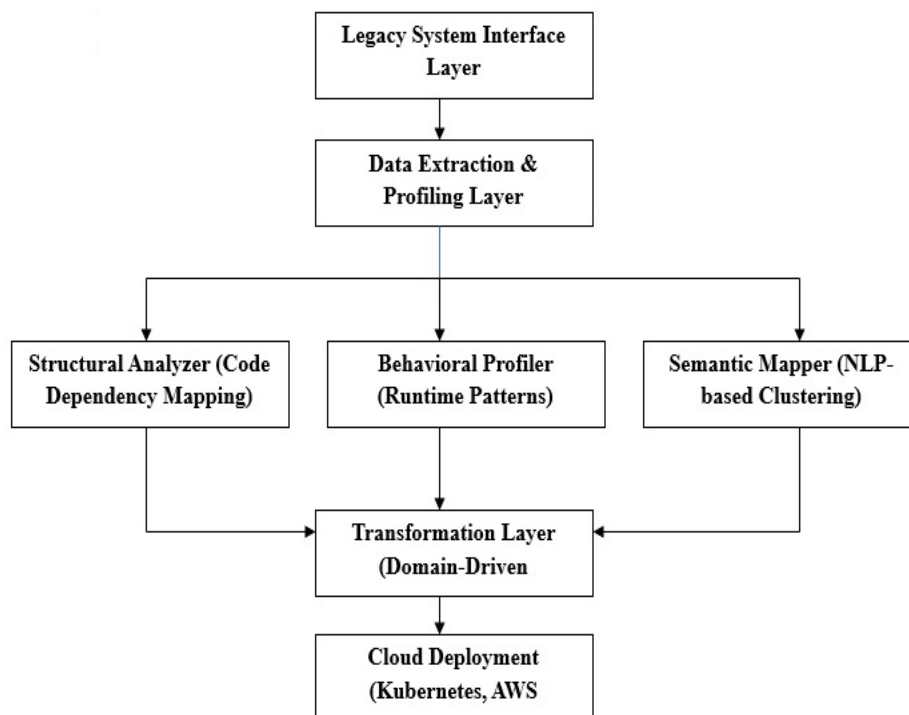 Legacy System Interface
Layer
Data Extraction &
Profiling Layer
Structural Analyzer (Code
Dependency Mapping)
Behavioral Profiler
(Runtime Patterns)
Semantic Mapper (NLP-
based Clustering)
Transformation Layer
(Domain-Driven
Cloud Deployment
(Kubernetes, AWS